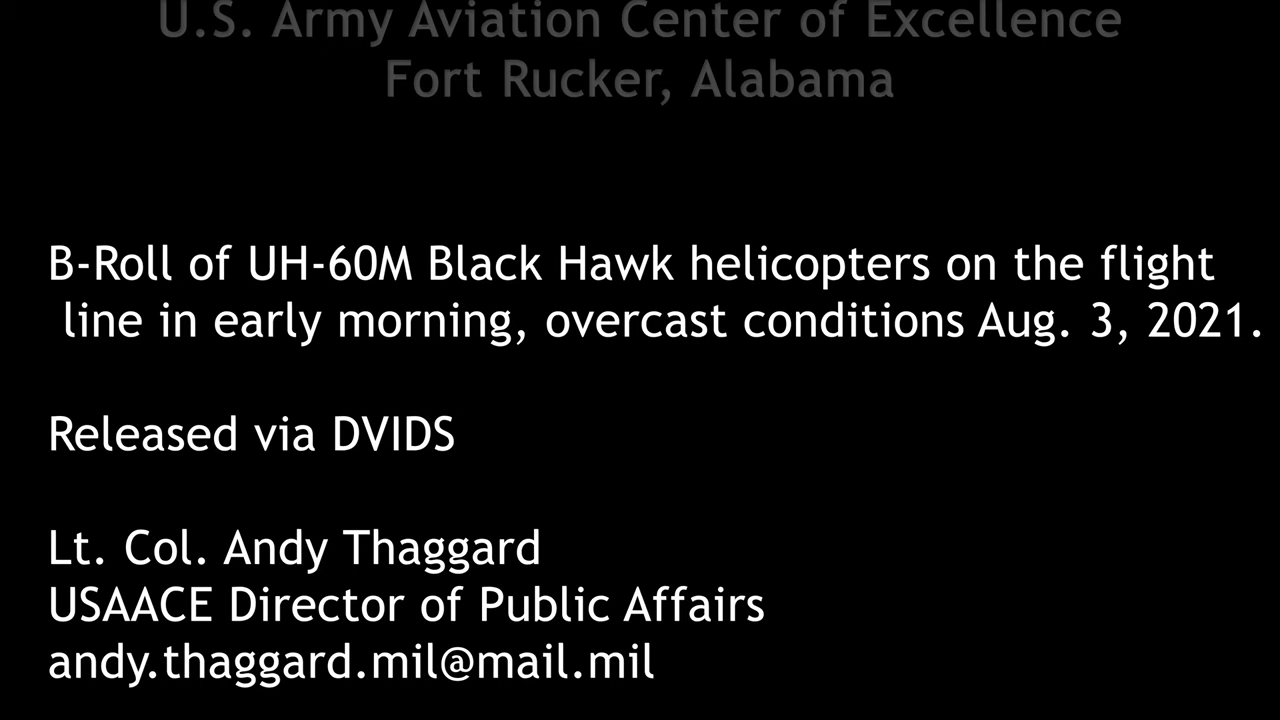 U.S. Army Aviation Center of Excellence
Fort Rucker, Alabama
B-Roll of UH-60M Black Hawk helicopters on the flight
line in early morning, overcast conditions Aug. 3, 2021.
Released via DVIDS
Lt. Col. Andy Thaggard
USAACE Director of Public Affairs
andy.thaggard.mil@mail.mil